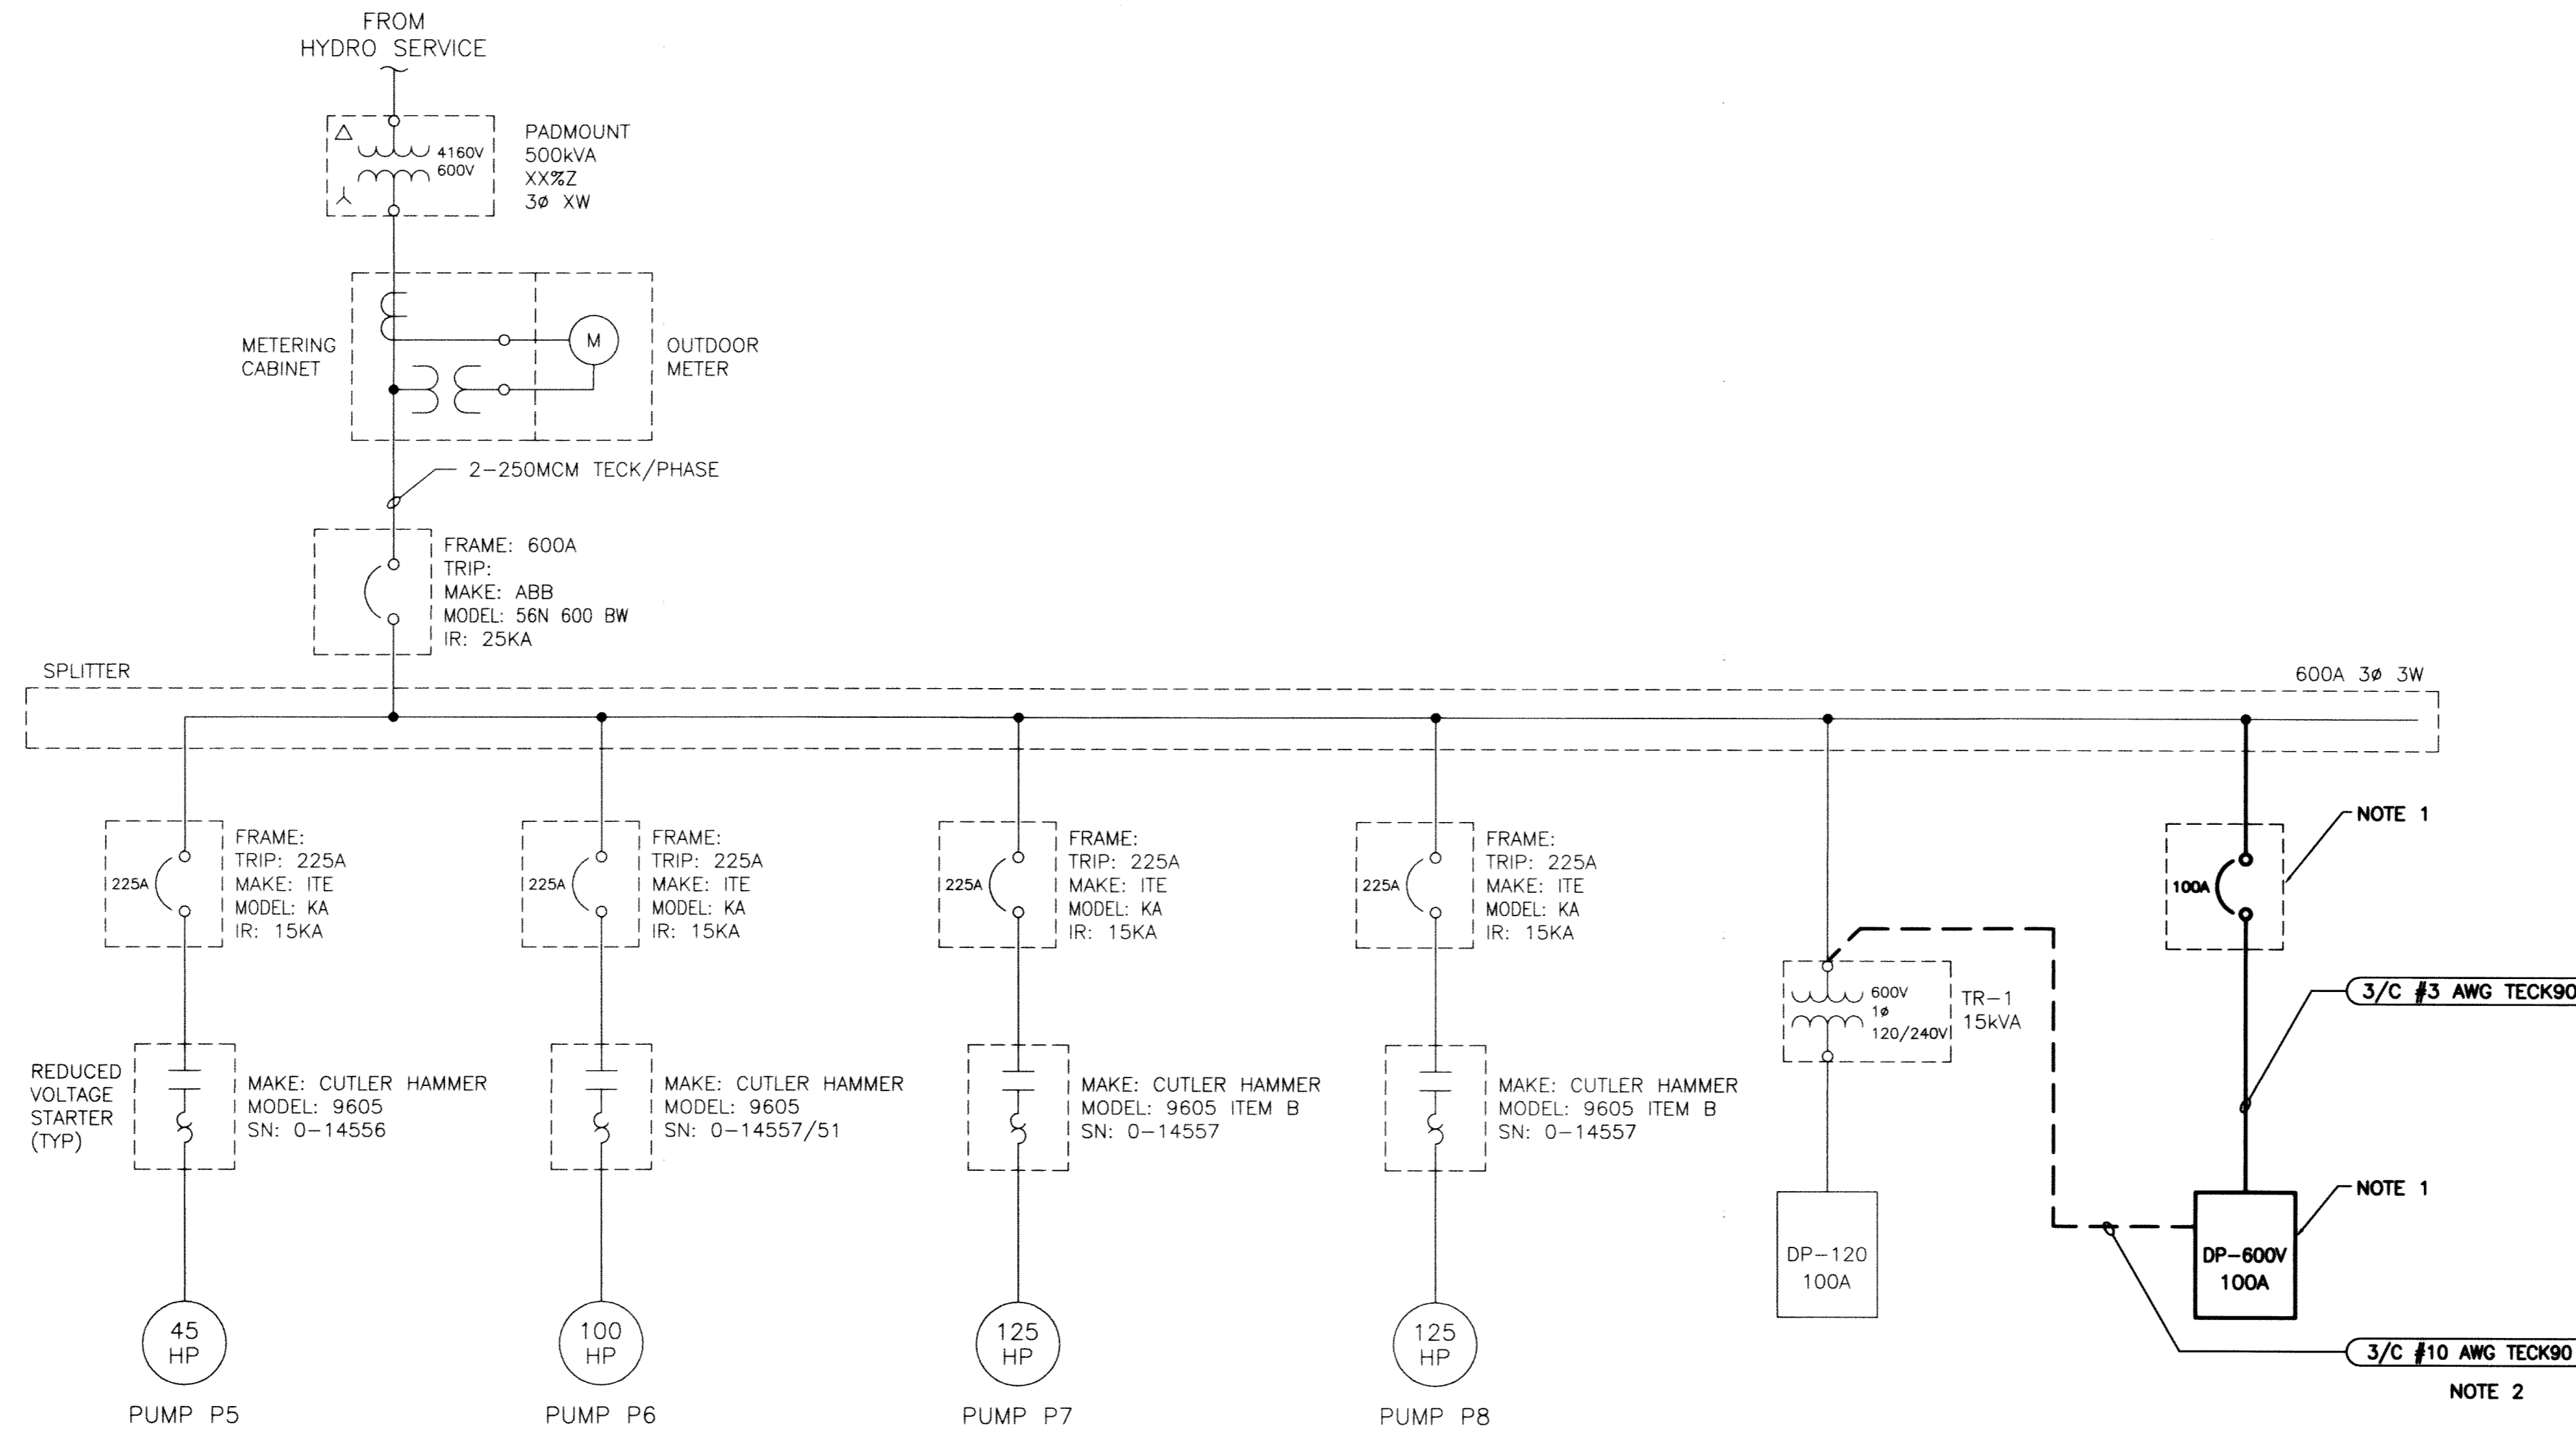 FROM
HYDRO SERVICE
4160V
600V
PADMOUNT
500kVA
XX%Z
3ø XW
METERING
CABINET
M
OUTDOOR
METER
2-250MCM TECK/PHASE
FRAME: 600A
TRIP:
MAKE: ABB
MODEL: 56N 600 BW
IR: 25KA
SPLITTER
600A 3ø 3W
225A
FRAME:
TRIP: 225A
MAKE: ITE
MODEL: KA
IR: 15KA
225A
FRAME:
TRIP: 225A
MAKE: ITE
MODEL: KA
IR: 15KA
225A
FRAME:
TRIP: 225A
MAKE: ITE
MODEL: KA
IR: 15KA
225A
FRAME:
TRIP: 225A
MAKE: ITE
MODEL: KA
IR: 15KA
100A
NOTE 1
600V
1ø
120/240V
TR-1
15kVA
3/C #3 AWG TECK90
REDUCED
VOLTAGE
STARTER
(TYP)
MAKE: CUTLER HAMMER
MODEL: 9605
SN: 0-14556
MAKE: CUTLER HAMMER
MODEL: 9605
SN: 0-14557/51
MAKE: CUTLER HAMMER
MODEL: 9605 ITEM B
SN: 0-14557
MAKE: CUTLER HAMMER
MODEL: 9605 ITEM B
SN: 0-14557
NOTE 1
DP-120
100A
DP-600V
100A
45
HP
100
HP
125
HP
125
HP
3/C #10 AWG TECK90
NOTE 2
PUMP P5
PUMP P6
PUMP P7
PUMP P8